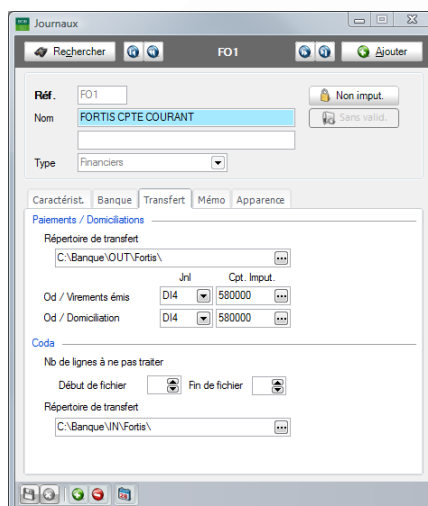 Journaux
Rechercher FO1 Ajouter
Réf. FO1 Non imput.
Nom FORTIS CPTE COURANT Sans valid.
Type Financiers
Caractérist. Banque Transfert Mémo Apparence
Paiements / Domiciliations
Répertoire de transfert
C:\Banque\OUT\Fortis\
Jnl Cpt. Imput.
Od / Virements émis DI4 580000
Od / Domiciliation DI4 580000
Coda
Nb de lignes à ne pas traiter
Début de fichier Fin de fichier
Répertoire de transfert
C:\Banque\IN\Fortis\